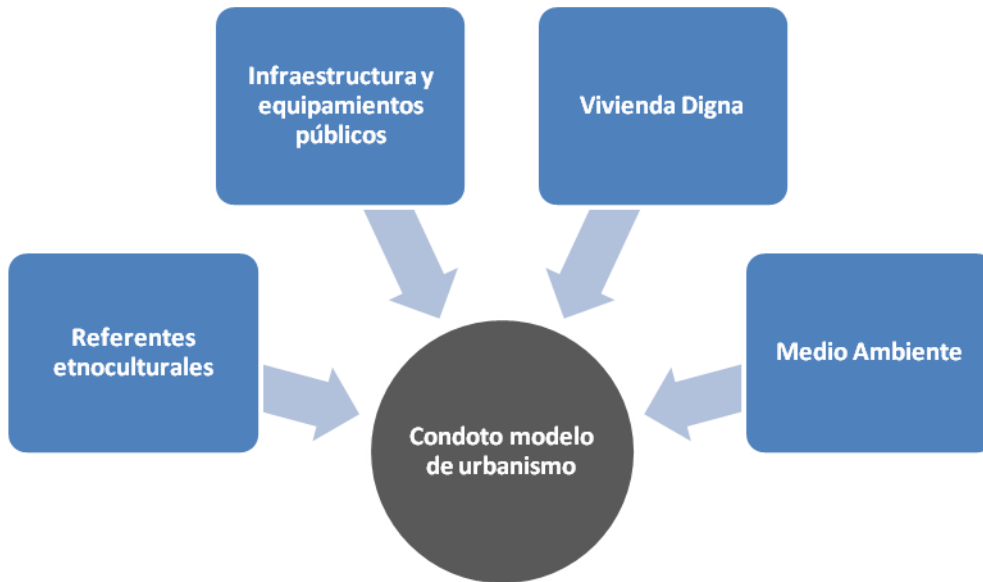 Infraestructura y
equipamientos
públicos
Vivienda Digna
Referentes
etnoculturales
Medio Ambiente
Condoto modelo
de urbanismo